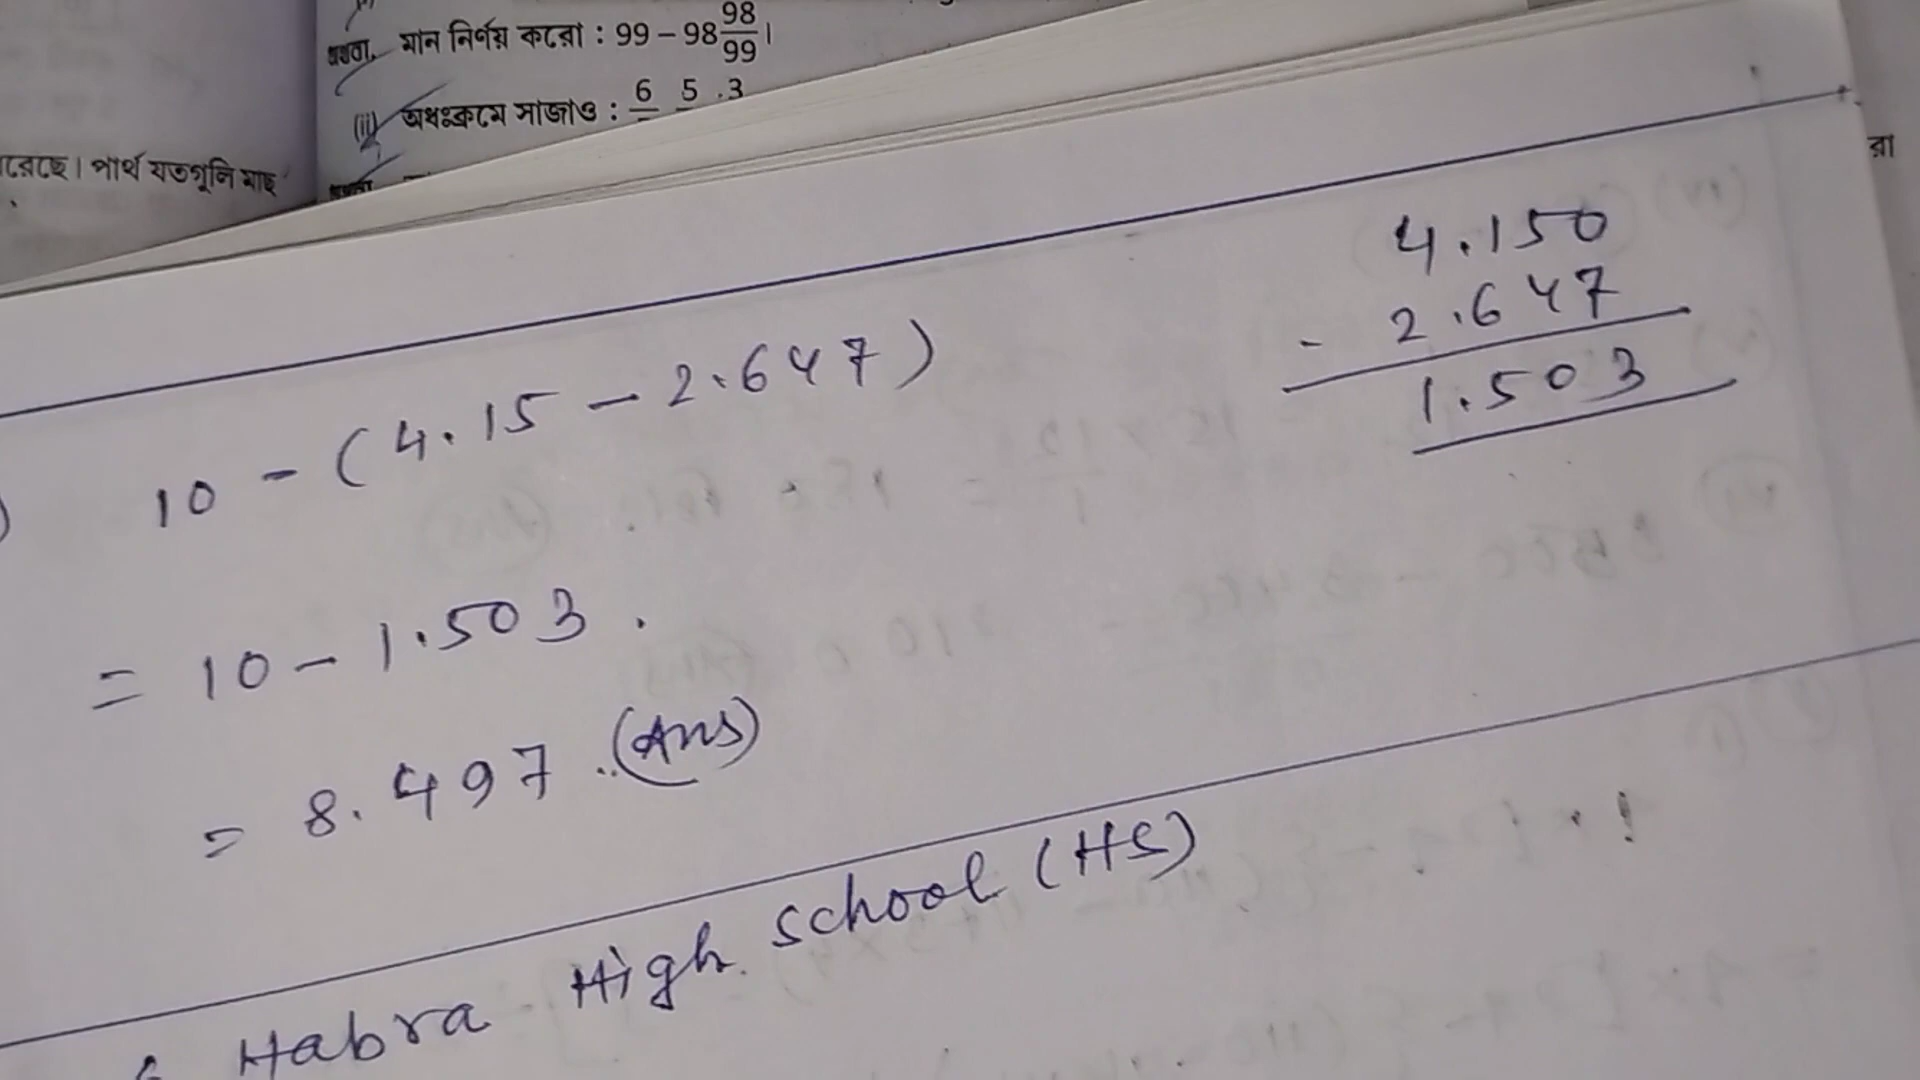 অথবা, মান নির্ণয় করো : 99 – 98 98/99 ।
(ii) অধঃক্রমে সাজাও : 6 5 3
রেছে। পার্থ যতগুলি মাছ
রা
4.150
- 2.647
1.503
10 - (4.15 - 2.647)
= 10 - 1.503.
= 8.497 (Ans)
Habra High School (HS)